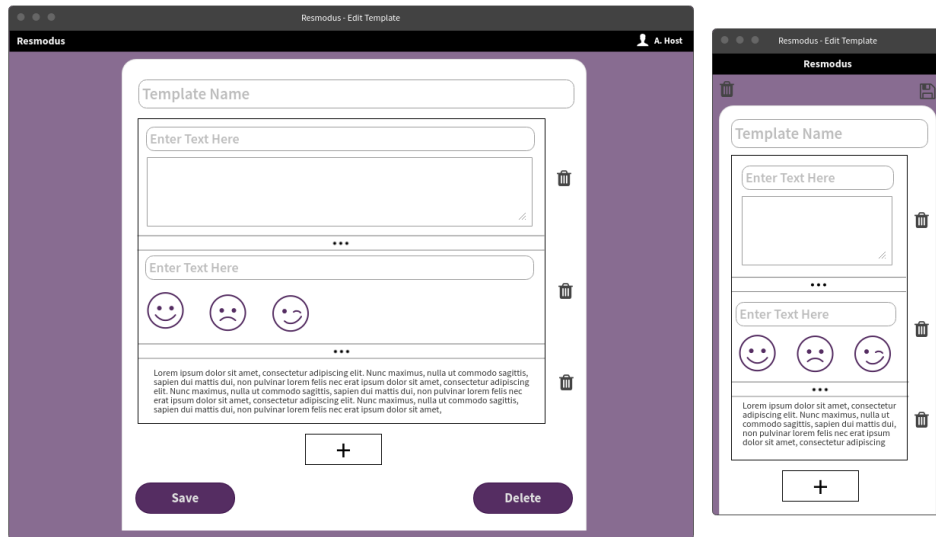 Resmodus - Edit Template
Resmodus
A. Host
Template Name
Enter Text Here
Enter Text Here
Lorem ipsum dolor sit amet, consectetur adipiscing elit. Nunc maximus, nulla ut commodo sagittis,
sapien dui mattis dui, non pulvinar lorem felis nec erat ipsum dolor sit amet, consectetur adipiscing
elit. Nunc maximus, nulla ut commodo sagittis, sapien dui mattis dui, non pulvinar lorem felis nec
erat ipsum dolor sit amet, consectetur adipiscing elit. Nunc maximus, nulla ut commodo sagittis,
sapien dui mattis dui, non pulvinar lorem felis nec erat ipsum dolor sit amet,
+
Save
Delete
Resmodus - Edit Template
Resmodus
Template Name
Enter Text Here
Enter Text Here
Lorem ipsum dolor sit amet, consectetur
adipiscing elit. Nunc maximus, nulla ut
commodo sagittis, sapien dui mattis dui,
non pulvinar lorem felis nec erat ipsum
dolor sit amet, consectetur adipiscing
+